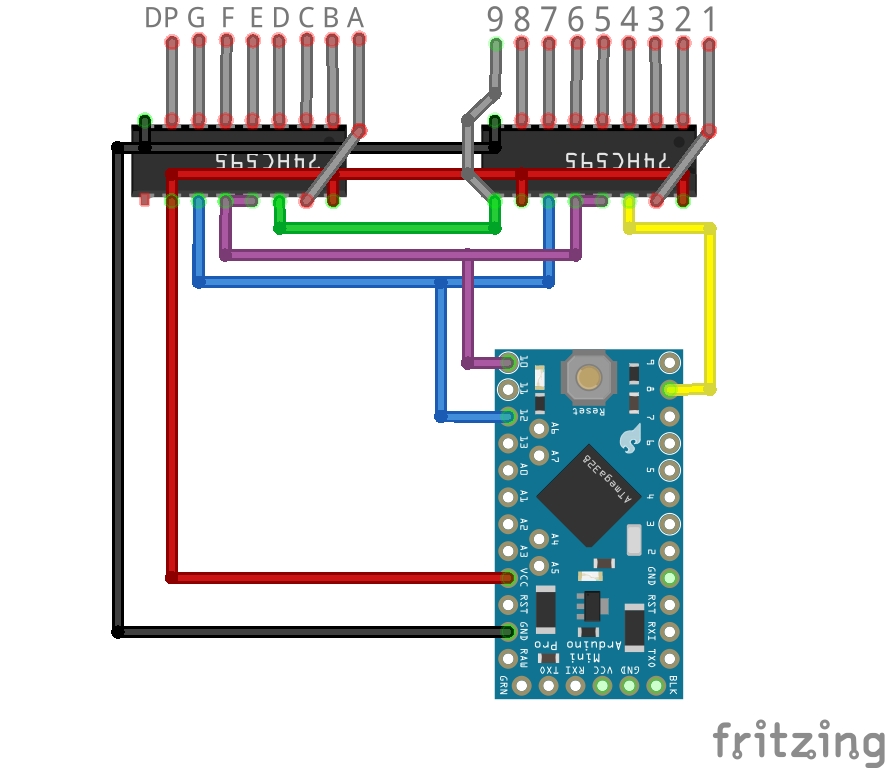 DP G F E D C B A
9 8 7 6 5 4 3 2 1
74HC595
74HC595
10
11
12
13
A0
A1
A2
A3
VCC
RST
GND
RAW
A6
A7
A4
A5
Reset
ATmega328
9
8
7
6
5
4
3
2
GND
RST
RXI
TXO
Arduino
Pro
Mini
GRN
TXO RXI VCC GND
BLK
fritzing